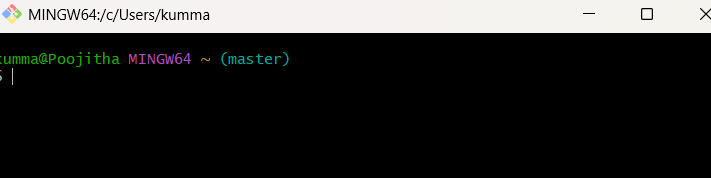 MINGW64:/c/Users/kumma
kumma@Poojitha MINGW64 ~ (master)
$